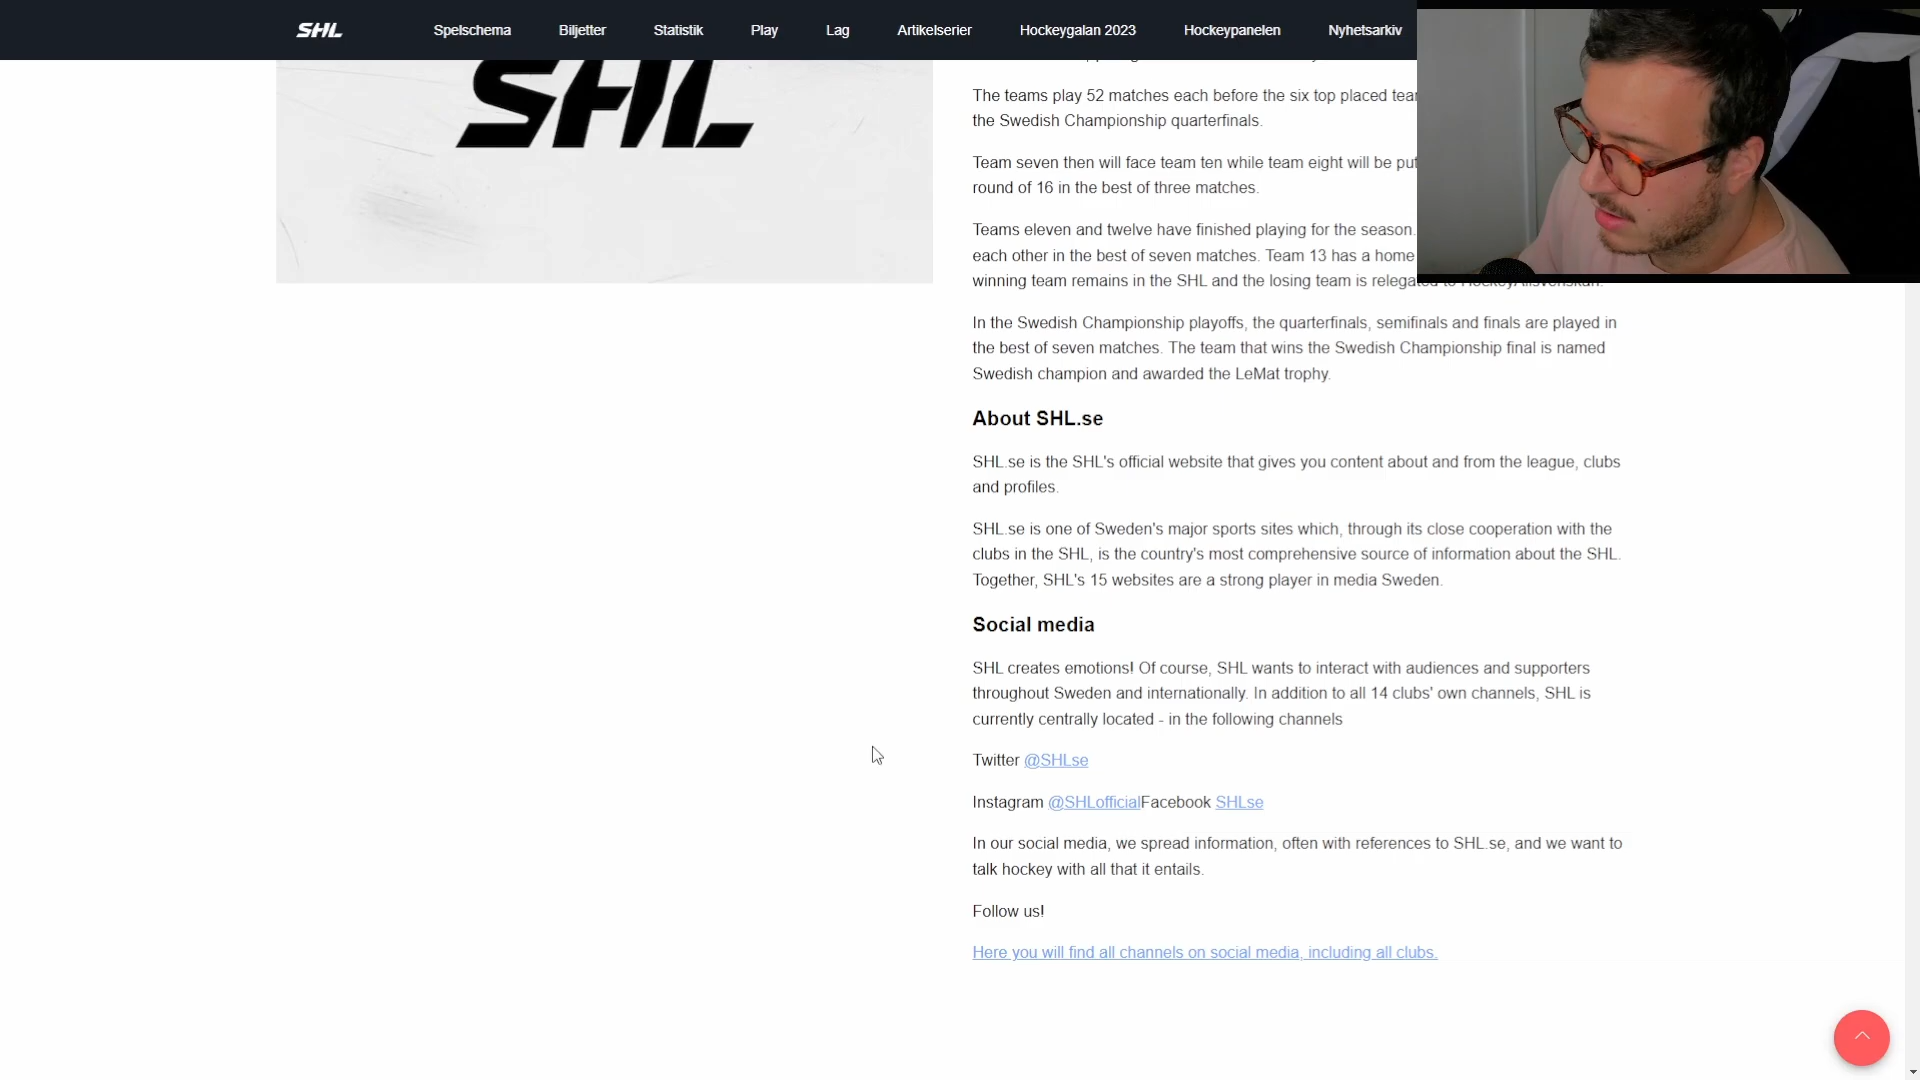 SHL Spelschema Biljetter Statistik Play Lag Artikelserier Hockeygalan 2023 Hockeypanelen Nyhetsarkiv
SHL
The teams play 52 matches each before the six top placed
the Swedish Championship quarterfinals.
Team seven then will face team ten while team eight will be
round of 16 in the best of three matches.
Teams eleven and twelve have finished playing for the season.
each other in the best of seven matches. Team 13 has a home
winning team remains in the SHL and the losing team is
In the Swedish Championship playoffs, the quarterfinals, semifinals and finals are played in
the best of seven matches. The team that wins the Swedish Championship final is named
Swedish champion and awarded the LeMat trophy.
About SHL.se
SHL.se is the SHL's official website that gives you content about and from the league, clubs
and profiles.
SHL.se is one of Sweden's major sports sites which, through its close cooperation with the
clubs in the SHL, is the country's most comprehensive source of information about the SHL.
Together, SHL's 15 websites are a strong player in media Sweden.
Social media
SHL creates emotions! Of course, SHL wants to interact with audiences and supporters
throughout Sweden and internationally. In addition to all 14 clubs' own channels, SHL is
currently centrally located - in the following channels
Twitter @SHLse
Instagram @SHLofficialFacebook SHLse
In our social media, we spread information, often with references to SHL.se, and we want to
talk hockey with all that it entails.
Follow us!
Here you will find all channels on social media, including all clubs.